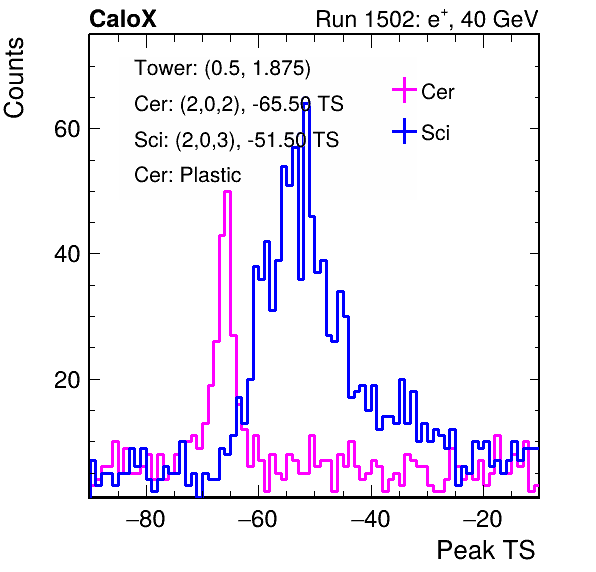 CaloX Run 1502: e⁺, 40 GeV
Counts
Tower: (0.5, 1.875)
Cer: (2,0,2), -65.50 TS
Sci: (2,0,3), -51.50 TS
Cer: Plastic
Cer
Sci
60
40
20
−80 −60 −40 −20
Peak TS